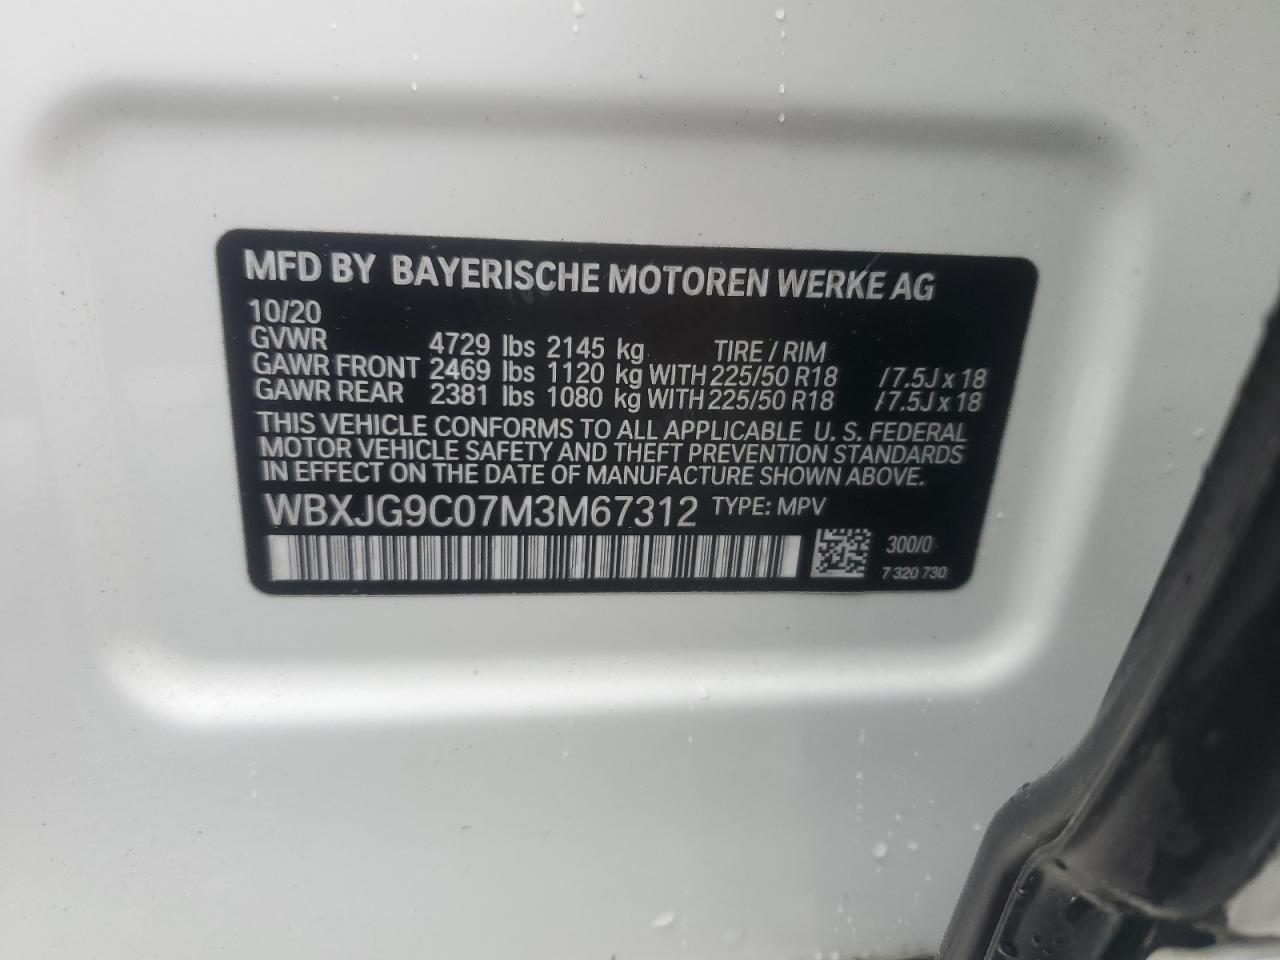 MFD BY BAYERISCHE MOTOREN WERKE AG
10/20
GVWR 4729 lbs 2145 kg TIRE / RIM
GAWR FRONT 2469 lbs 1120 kg WITH 225/50 R18 /7.5J x 18
GAWR REAR 2381 lbs 1080 kg WITH 225/50 R18 /7.5J x 18
THIS VEHICLE CONFORMS TO ALL APPLICABLE U. S. FEDERAL
MOTOR VEHICLE SAFETY AND THEFT PREVENTION STANDARDS
IN EFFECT ON THE DATE OF MANUFACTURE SHOWN ABOVE.
WBXJG9C07M3M67312 TYPE: MPV
300/0
7 320 730